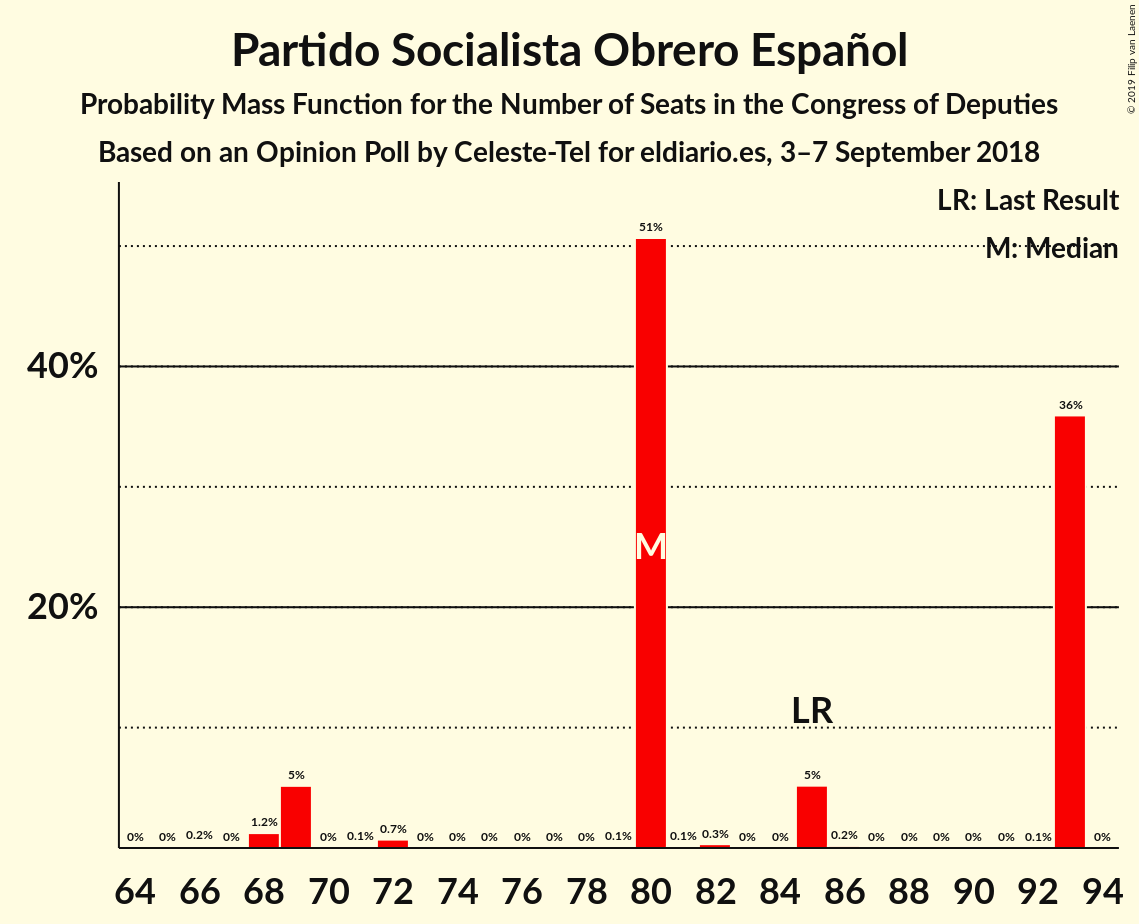 Partido Socialista Obrero Español
Probability Mass Function for the Number of Seats in the Congress of Deputies
Based on an Opinion Poll by Celeste-Tel for eldiario.es, 3–7 September 2018
© 2019 Filip van Laenen
LR: Last Result
M: Median
40%
20%
51%
36%
M
LR
0% 0% 0.2% 0% 1.2% 5% 0% 0.1% 0.7% 0% 0% 0% 0% 0% 0% 0.1% 0.1% 0.3% 0% 0% 5% 0.2% 0% 0% 0% 0% 0% 0.1% 0%
64 66 68 70 72 74 76 78 80 82 84 86 88 90 92 94